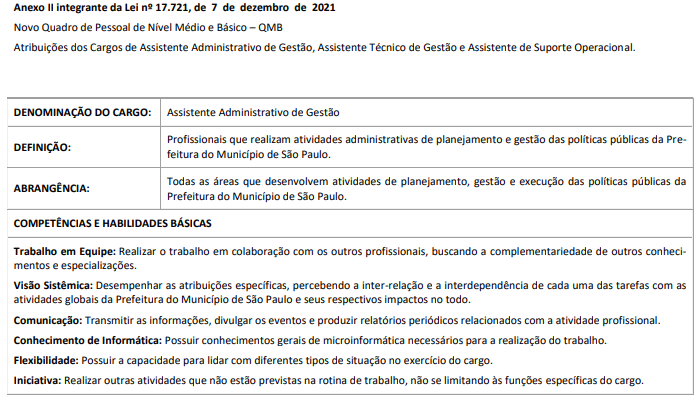 Anexo II integrante da Lei nº 17.721, de 7 de dezembro de 2021
Novo Quadro de Pessoal de Nível Médio e Básico – QMB
Atribuições dos Cargos de Assistente Administrativo de Gestão, Assistente Técnico de Gestão e Assistente de Suporte Operacional.
DENOMINAÇÃO DO CARGO: Assistente Administrativo de Gestão
DEFINIÇÃO: Profissionais que realizam atividades administrativas de planejamento e gestão das políticas públicas da Pre-
feitura do Município de São Paulo.
ABRANGÊNCIA: Todas as áreas que desenvolvem atividades de planejamento, gestão e execução das políticas públicas da
Prefeitura do Município de São Paulo.
COMPETÊNCIAS E HABILIDADES BÁSICAS
Trabalho em Equipe: Realizar o trabalho em colaboração com os outros profissionais, buscando a complementariedade de outros conheci-
mentos e especializações.
Visão Sistêmica: Desempenhar as atribuições específicas, percebendo a inter-relação e a interdependência de cada uma das tarefas com as
atividades globais da Prefeitura do Município de São Paulo e seus respectivos impactos no todo.
Comunicação: Transmitir as informações, divulgar os eventos e produzir relatórios periódicos relacionados com a atividade profissional.
Conhecimento de Informática: Possuir conhecimentos gerais de microinformática necessários para a realização do trabalho.
Flexibilidade: Possuir a capacidade para lidar com diferentes tipos de situação no exercício do cargo.
Iniciativa: Realizar outras atividades que não estão previstas na rotina de trabalho, não se limitando às funções específicas do cargo.